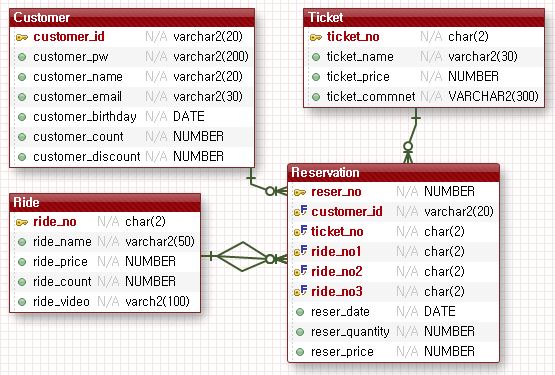 Customer
customer_id N/A varchar2(20)
customer_pw N/A varchar2(200)
customer_name N/A varchar2(20)
customer_email N/A varchar2(30)
customer_birthday N/A DATE
customer_count N/A NUMBER
customer_discount N/A NUMBER
Ticket
ticket_no N/A char(2)
ticket_name N/A varchar2(30)
ticket_price N/A NUMBER
ticket_commnet N/A VARCHAR2(300)
Ride
ride_no N/A char(2)
ride_name N/A varchar2(50)
ride_price N/A NUMBER
ride_count N/A NUMBER
ride_video N/A varch2(100)
Reservation
reser_no N/A NUMBER
customer_id N/A varchar2(20)
ticket_no N/A char(2)
ride_no1 N/A char(2)
ride_no2 N/A char(2)
ride_no3 N/A char(2)
reser_date N/A DATE
reser_quantity N/A NUMBER
reser_price N/A NUMBER